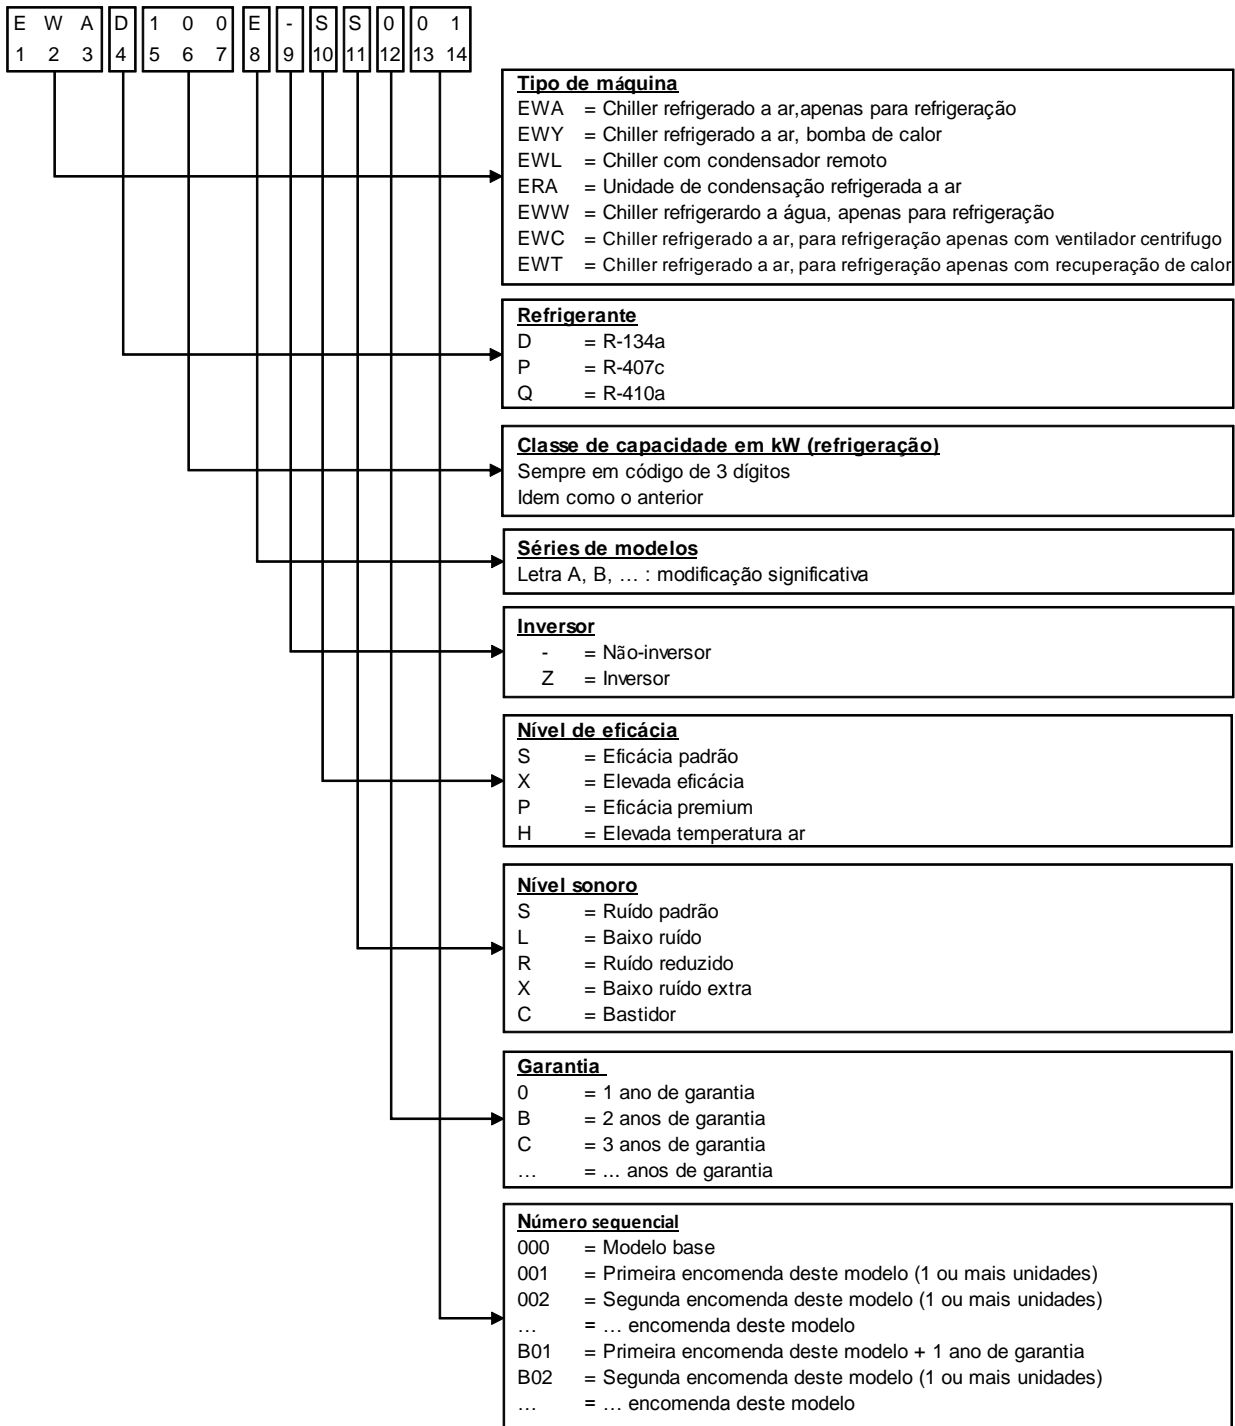 E W A D 1 0 0 E - S S 0 0 1
1 2 3 4 5 6 7 8 9 10 11 12 13 14
Tipo de máquina
EWA = Chiller refrigerado a ar,apenas para refrigeração
EWY = Chiller refrigerado a ar, bomba de calor
EWL = Chiller com condensador remoto
ERA = Unidade de condensação refrigerada a ar
EWW = Chiller refrigerardo a água, apenas para refrigeração
EWC = Chiller refrigerado a ar, para refrigeração apenas com ventilador centrifugo
EWT = Chiller refrigerado a ar, para refrigeração apenas com recuperação de calor
Refrigerante
D = R-134a
P = R-407c
Q = R-410a
Classe de capacidade em kW (refrigeração)
Sempre em código de 3 dígitos
Idem como o anterior
Séries de modelos
Letra A, B, … : modificação significativa
Inversor
- = Não-inversor
Z = Inversor
Nível de eficácia
S = Eficácia padrão
X = Elevada eficácia
P = Eficácia premium
H = Elevada temperatura ar
Nível sonoro
S = Ruído padrão
L = Baixo ruído
R = Ruído reduzido
X = Baixo ruído extra
C = Bastidor
Garantia
0 = 1 ano de garantia
B = 2 anos de garantia
C = 3 anos de garantia
… = ... anos de garantia
Número sequencial
000 = Modelo base
001 = Primeira encomenda deste modelo (1 ou mais unidades)
002 = Segunda encomenda deste modelo (1 ou mais unidades)
… = … encomenda deste modelo
B01 = Primeira encomenda deste modelo + 1 ano de garantia
B02 = Segunda encomenda deste modelo (1 ou mais unidades)
… = … encomenda deste modelo